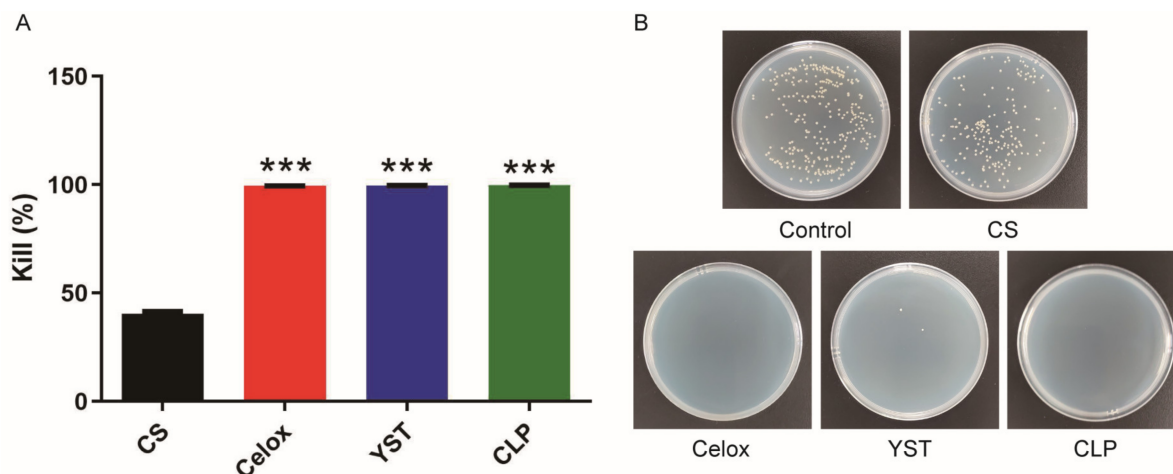 A
150
100
50
0
Kill (%)
***
***
***
CS
Celox
YST
CLP
B
Control
CS
Celox
YST
CLP